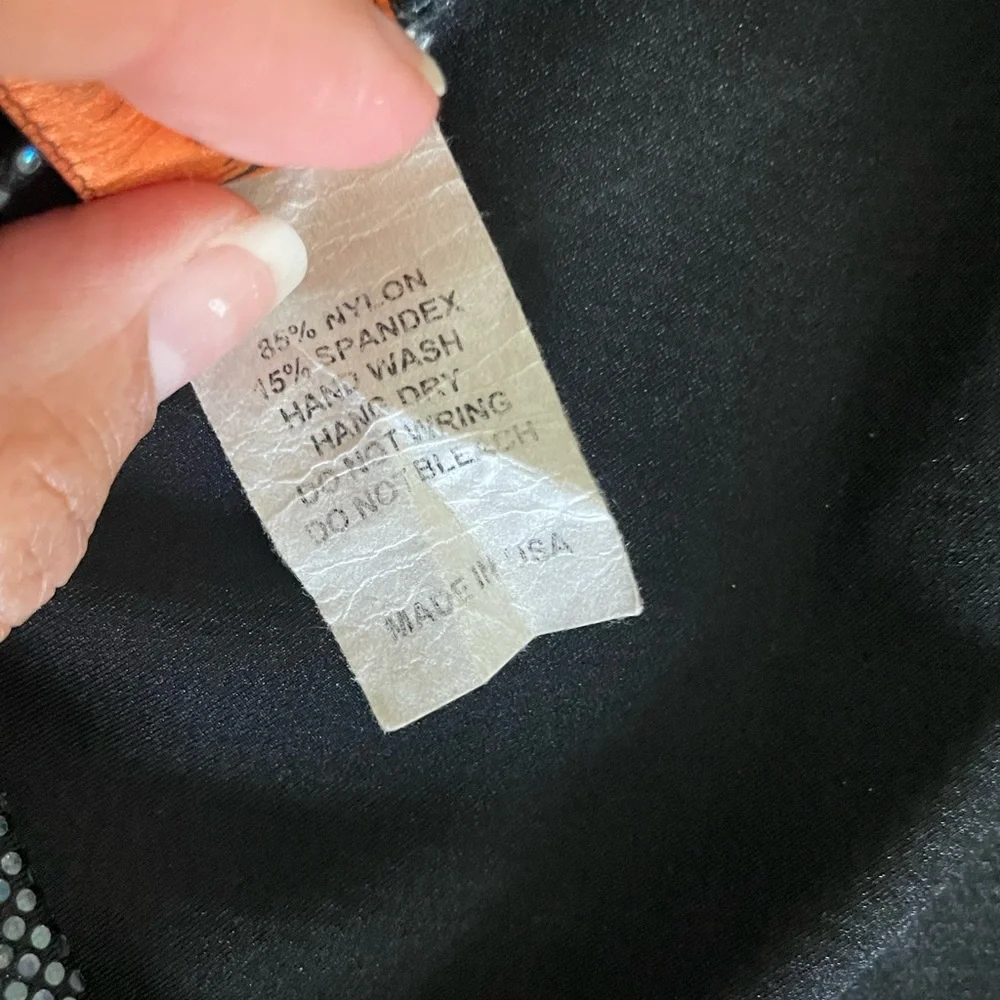 85% NYLON
15% SPANDEX
HAND WASH
HANG DRY
DO NOT WRING
DO NOT BLEACH
MADE IN USA